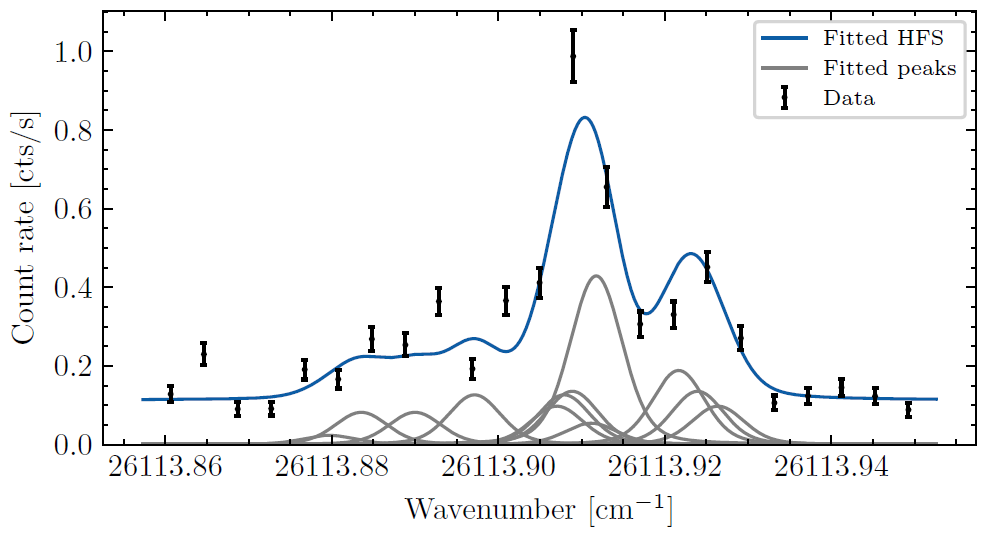 Fitted HFS
Fitted peaks
Data
Count rate [cts/s]
1.0
0.8
0.6
0.4
0.2
0.0
26113.86 26113.88 26113.90 26113.92 26113.94
Wavenumber [cm⁻¹]